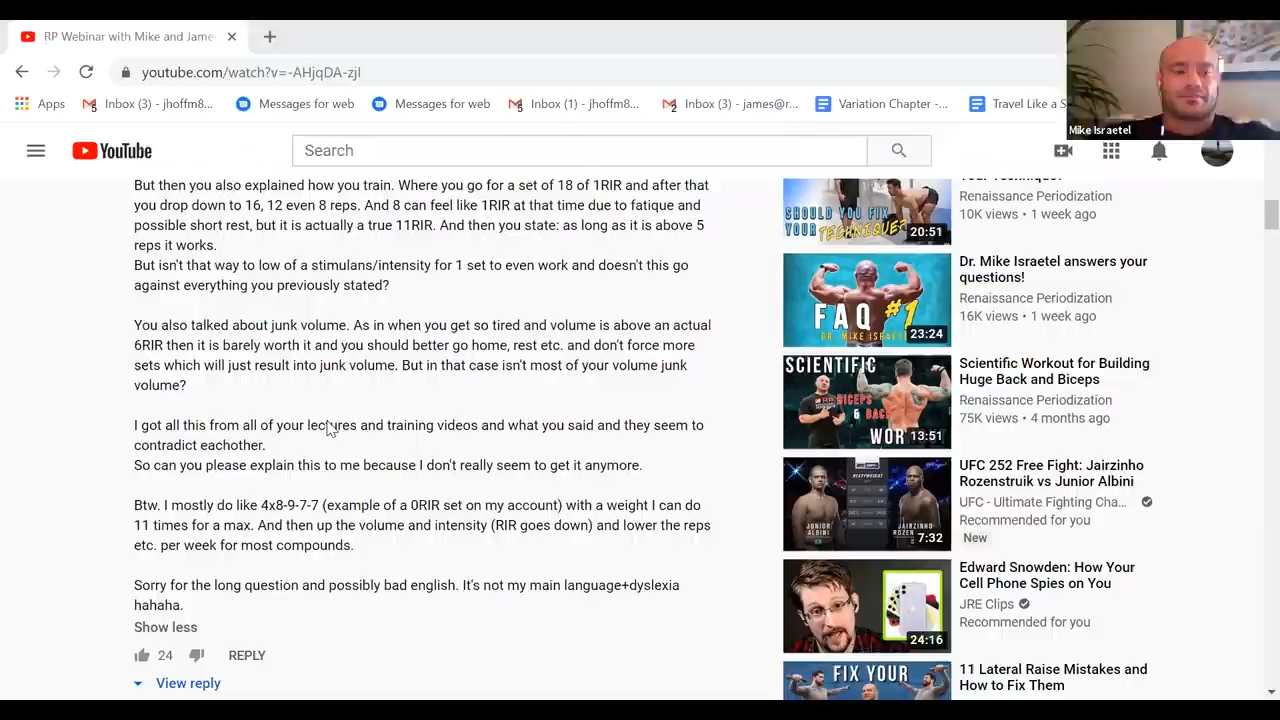 RP Webinar with Mike and Jame
youtube.com/watch?v=-AHjqDA-zjI
Apps
Inbox (3) - jhoffm8...
Messages for web
Messages for web
Inbox (1) - jhoffm8...
Inbox (3) - james@r...
Variation Chapter -...
Travel Like a S
Mike Israetel
YouTube
Search
But then you also explained how you train. Where you go for a set of 18 of 1RIR and after that
you drop down to 16, 12 even 8 reps. And 8 can feel like 1RIR at that time due to fatique and
possible short rest, but it is actually a true 11RIR. And then you state: as long as it is above 5
reps it works.
But isn't that way to low of a stimulans/intensity for 1 set to even work and doesn't this go
against everything you previously stated?
You also talked about junk volume. As in when you get so tired and volume is above an actual
6RIR then it is barely worth it and you should better go home, rest etc. and don't force more
sets which will just result into junk volume. But in that case isn't most of your volume junk
volume?
I got all this from all of your lectures and training videos and what you said and they seem to
contradict eachother.
So can you please explain this to me because I don't really seem to get it anymore.
Btw. I mostly do like 4x8-9-7-7 (example of a 0RIR set on my account) with a weight I can do
11 times for a max. And then up the volume and intensity (RIR goes down) and lower the reps
etc. per week for most compounds.
Sorry for the long question and possibly bad english. It's not my main language+dyslexia
hahaha.
Show less
24
REPLY
View reply
SHOULD YOU FIX
YOUR TECHNIQUE?
20:51
Renaissance Periodization
10K views • 1 week ago
FAQ #1
DR. MIKE ISRAETEL
23:24
Dr. Mike Israetel answers your
questions!
Renaissance Periodization
16K views • 1 week ago
SCIENTIFIC
BICEPS
& BACK
WOR
13:51
Scientific Workout for Building
Huge Back and Biceps
Renaissance Periodization
75K views • 4 months ago
JUNIOR
ALBINI
JAIRZINHO
7:32
UFC 252 Free Fight: Jairzinho
Rozenstruik vs Junior Albini
UFC - Ultimate Fighting Cha...
Recommended for you
New
24:16
Edward Snowden: How Your
Cell Phone Spies on You
JRE Clips
Recommended for you
FIX YOUR
11 Lateral Raise Mistakes and
How to Fix Them